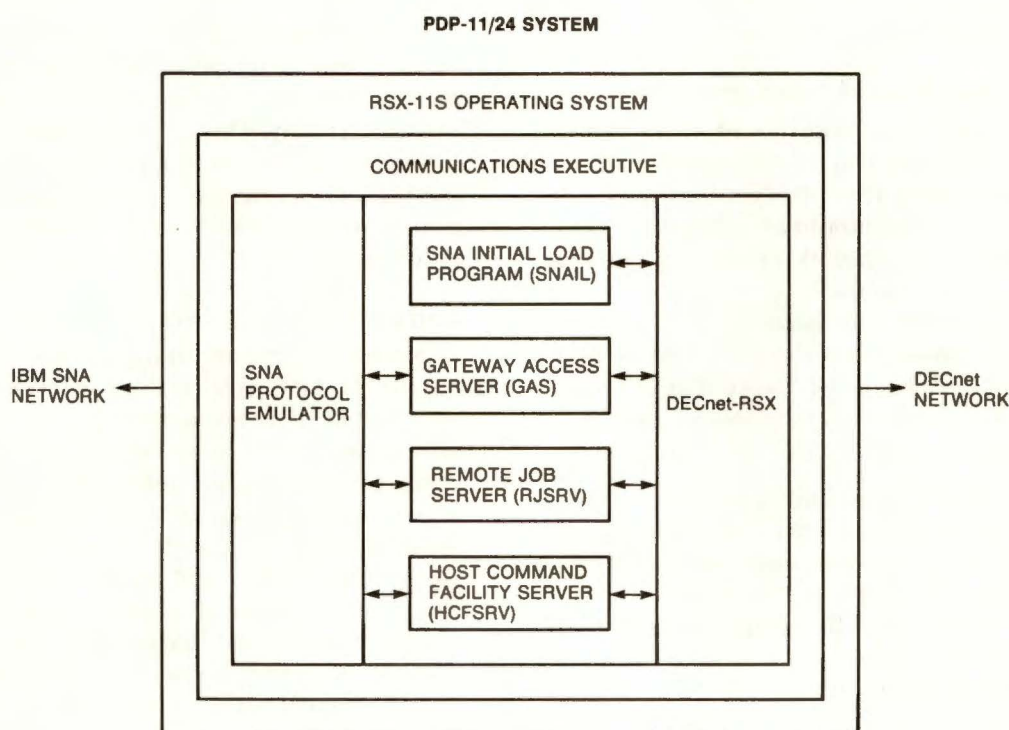 PDP-11/24 SYSTEM
RSX-11S OPERATING SYSTEM
COMMUNICATIONS EXECUTIVE
SNA INITIAL LOAD
PROGRAM (SNAIL)
GATEWAY ACCESS
SERVER (GAS)
IBM SNA
NETWORK
SNA
PROTOCOL
EMULATOR
DECnet-RSX
DECnet
NETWORK
REMOTE JOB
SERVER (RJSRV)
HOST COMMAND
FACILITY SERVER
(HCFSRV)